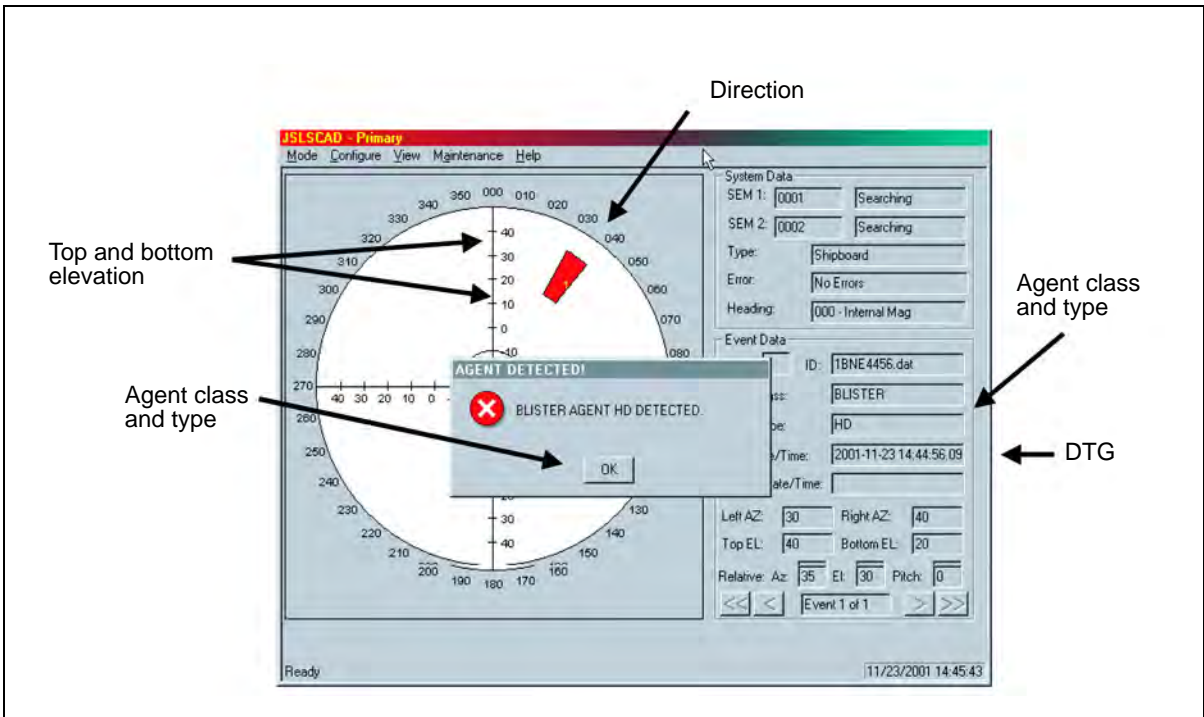 Direction
JSLSCAD - Primary
Mode Configure View Maintenance Help
System Data
SEM 1: 0001 Searching
SEM 2: 0002 Searching
Type: Shipboard
Error: No Errors
Heading: 000 - Internal Mag
Top and bottom
elevation
Agent class
and type
350 000 010
340 020
330 030
320 040
310 050
300 060
290 070
280 080
270
260
250
240
230 130
220 140
210 150
200 190 180 170 160
40
30
20
10
0
-10
40 30 20 10 0
20
30
40
Event Data
ID: 1BNE4456.dat
BLISTER
HD
e/Time: 2001-11-23 14:44:56.09
ate/Time:
AGENT DETECTED!
BLISTER AGENT HD DETECTED.
OK
Agent class
and type
DTG
1
Left AZ: 30 Right AZ: 40
Top EL: 40 Bottom EL: 20
Relative: Az: 35 El: 30 Pitch: 0
<< < Event 1 of 1 > >>
Ready 11/23/2001 14:45:43